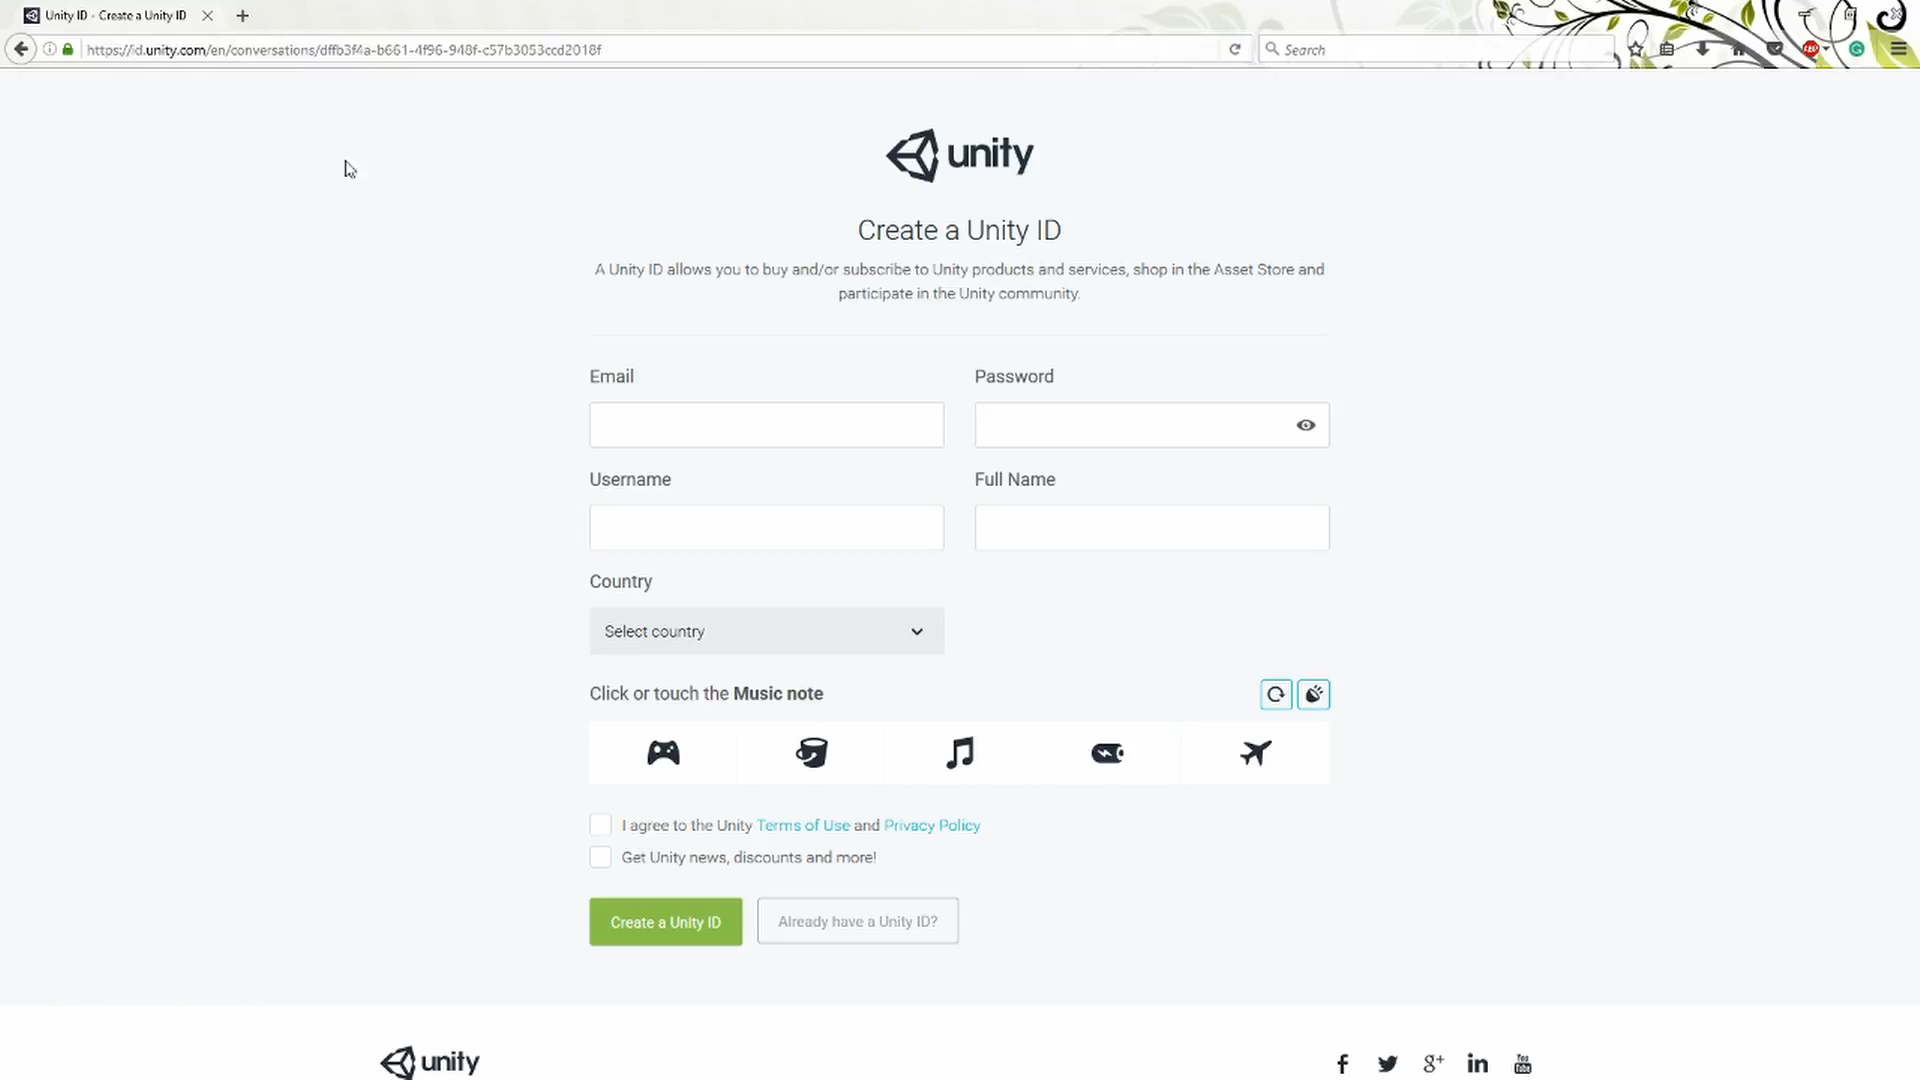 Unity ID - Create a Unity ID
https://id.unity.com/en/conversations/dffb3f4a-b661-4f96-948f-c57b3053ccd2018f
Search
ABP
unity
Create a Unity ID
A Unity ID allows you to buy and/or subscribe to Unity products and services, shop in the Asset Store and
participate in the Unity community.
Email
Password
Username
Full Name
Country
Select country
Click or touch the Music note
I agree to the Unity Terms of Use and Privacy Policy
Get Unity news, discounts and more!
Create a Unity ID
Already have a Unity ID?
unity
f
g+
in
You Tube